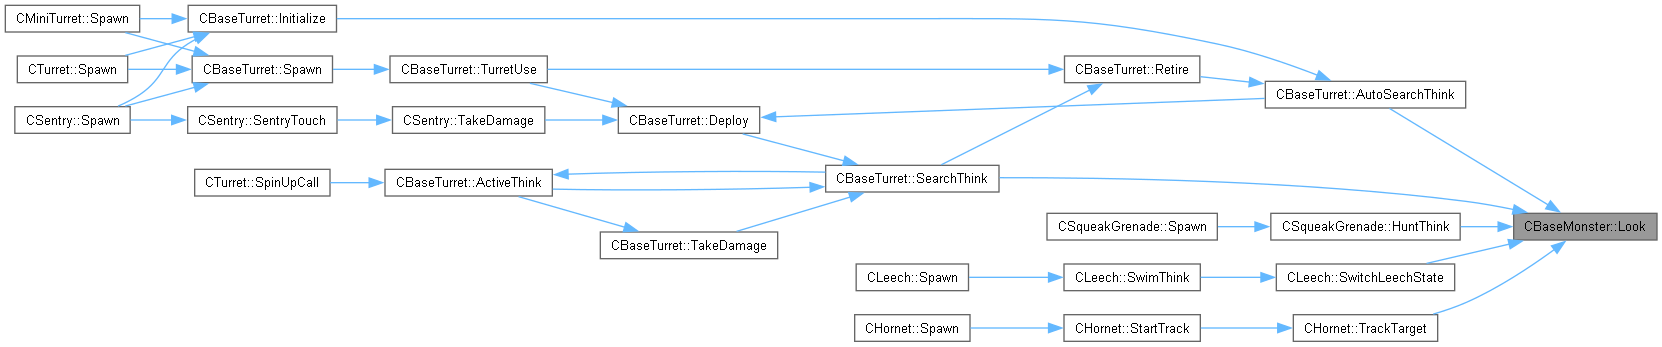 CMiniTurret::Spawn
CBaseTurret::Initialize
CTurret::Spawn
CBaseTurret::Spawn
CBaseTurret::TurretUse
CBaseTurret::Retire
CBaseTurret::AutoSearchThink
CSentry::Spawn
CSentry::SentryTouch
CSentry::TakeDamage
CBaseTurret::Deploy
CTurret::SpinUpCall
CBaseTurret::ActiveThink
CBaseTurret::SearchThink
CBaseTurret::TakeDamage
CSqueakGrenade::Spawn
CSqueakGrenade::HuntThink
CBaseMonster::Look
CLeech::Spawn
CLeech::SwimThink
CLeech::SwitchLeechState
CHornet::Spawn
CHornet::StartTrack
CHornet::TrackTarget